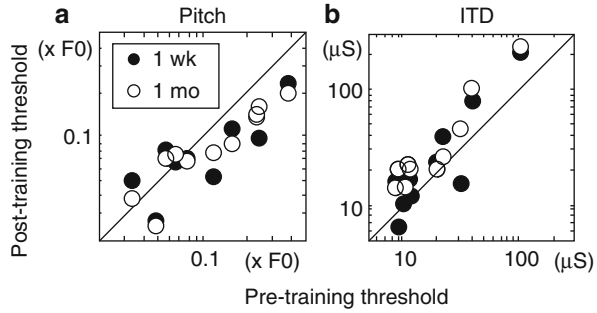 a Pitch
(x F0)
1 wk
1 mo
0.1
0.1 (x F0)
b ITD
(µS)
100
10
10 100 (µS)
Post-training threshold
Pre-training threshold